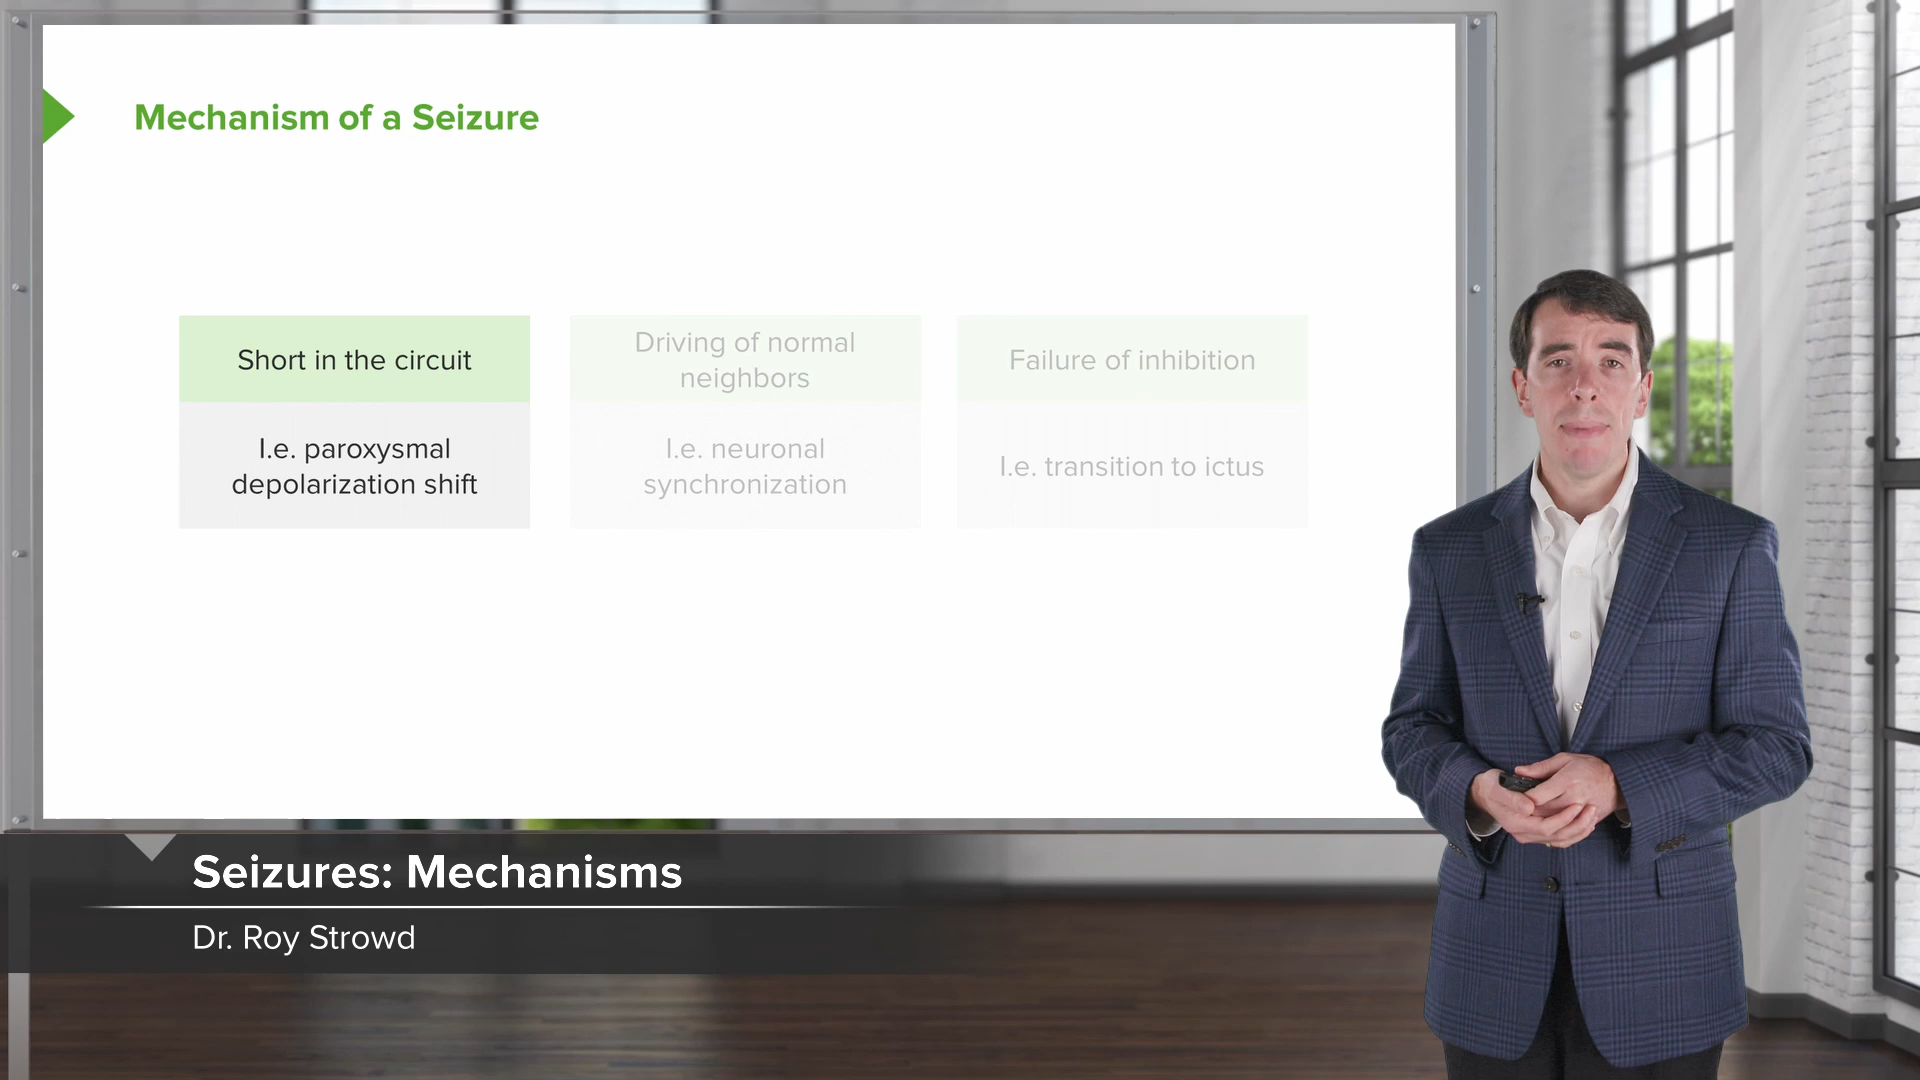 Mechanism of a Seizure
Short in the circuit
I.e. paroxysmal
depolarization shift
Driving of normal
neighbors
I.e. neuronal
synchronization
Failure of inhibition
I.e. transition to ictus
Seizures: Mechanisms
Dr. Roy Strowd